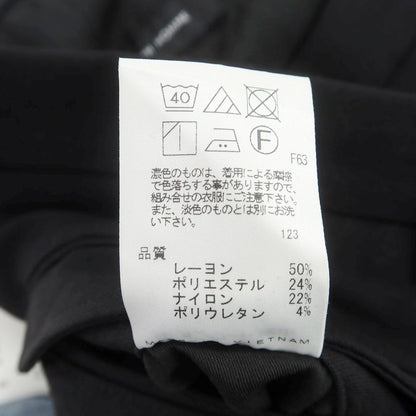 40
F
F63
濃色のものは、着用による摩擦
で色落ちする事がありますので、
組み合せの衣服にご注意下さい。
また、淡色のものとは別にお洗
い下さい。
123
品質
レーヨン 50%
ポリエステル 24%
ナイロン 22%
ポリウレタン 4%
VIETNAM